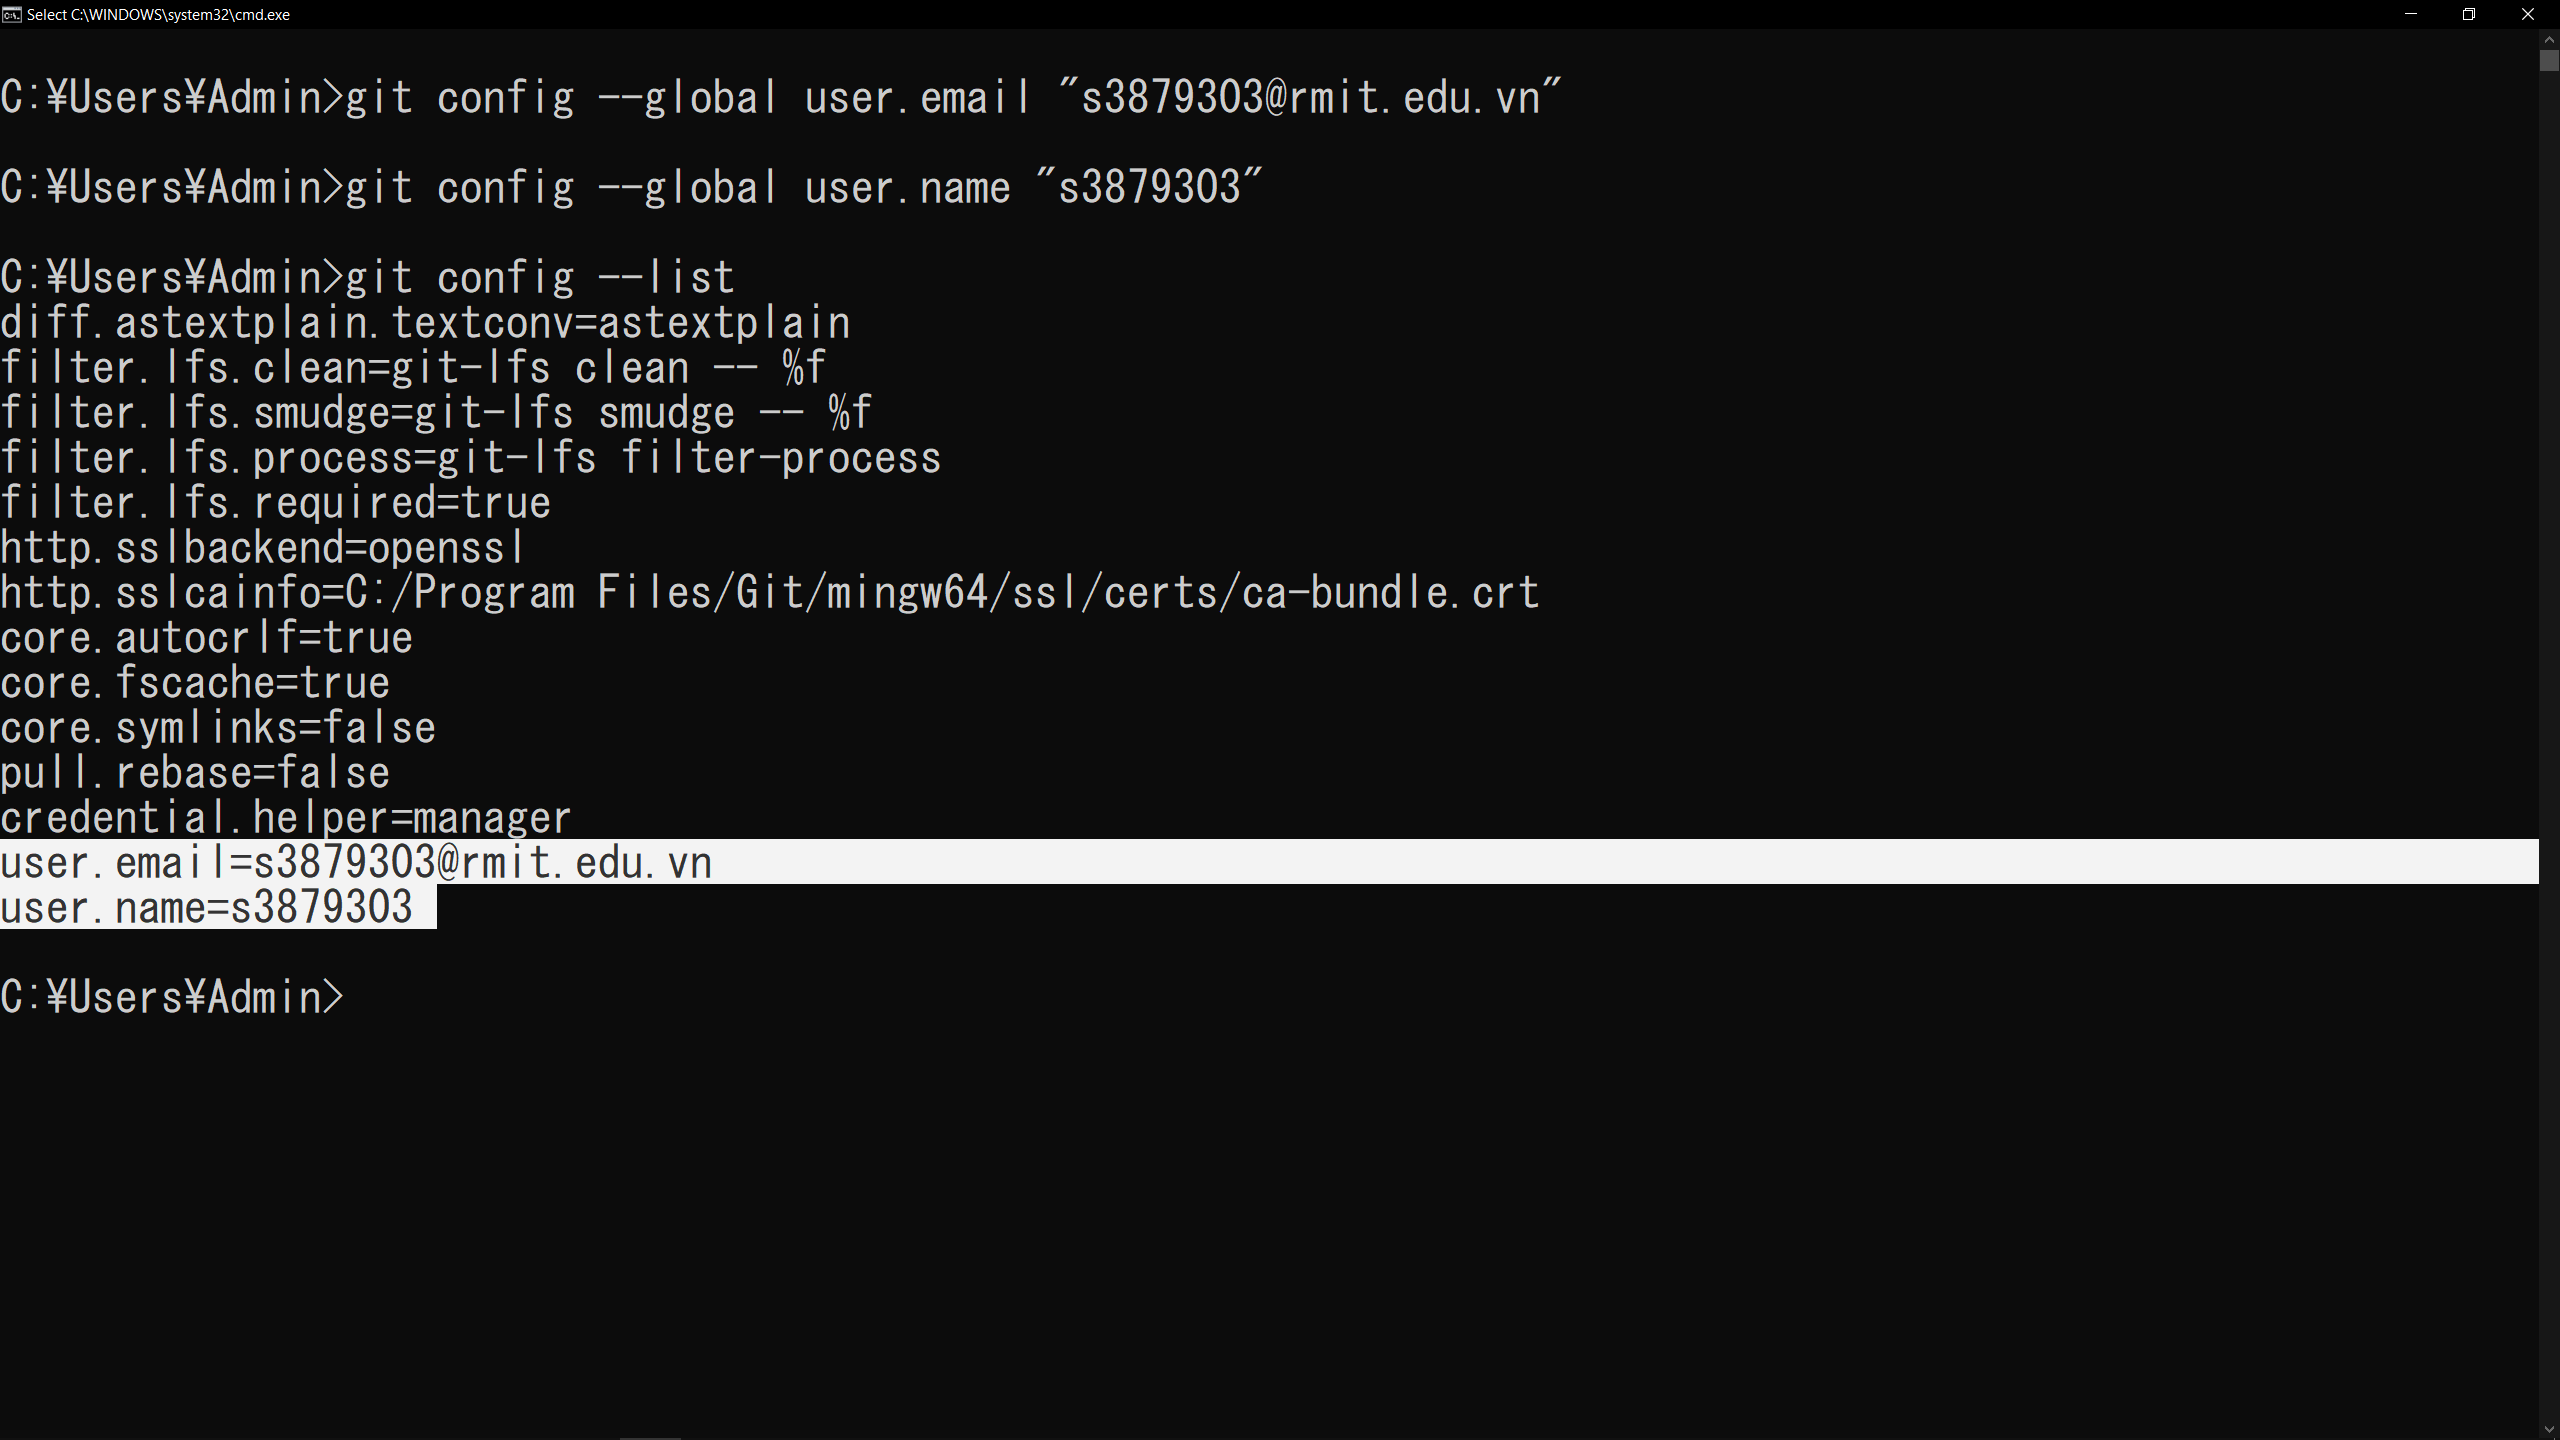 Select C:\WINDOWS\system32\cmd.exe
C:¥Users¥Admin>git config --global user.email "s3879303@rmit.edu.vn"
C:¥Users¥Admin>git config --global user.name "s3879303"
C:¥Users¥Admin>git config --list
diff.astextplain.textconv=astextplain
filter.lfs.clean=git-lfs clean -- %f
filter.lfs.smudge=git-lfs smudge -- %f
filter.lfs.process=git-lfs filter-process
filter.lfs.required=true
http.sslbackend=openssl
http.sslcainfo=C:/Program Files/Git/mingw64/ssl/certs/ca-bundle.crt
core.autocrlf=true
core.fscache=true
core.symlinks=false
pull.rebase=false
credential.helper=manager
user.email=s3879303@rmit.edu.vn
user.name=s3879303
C:¥Users¥Admin>